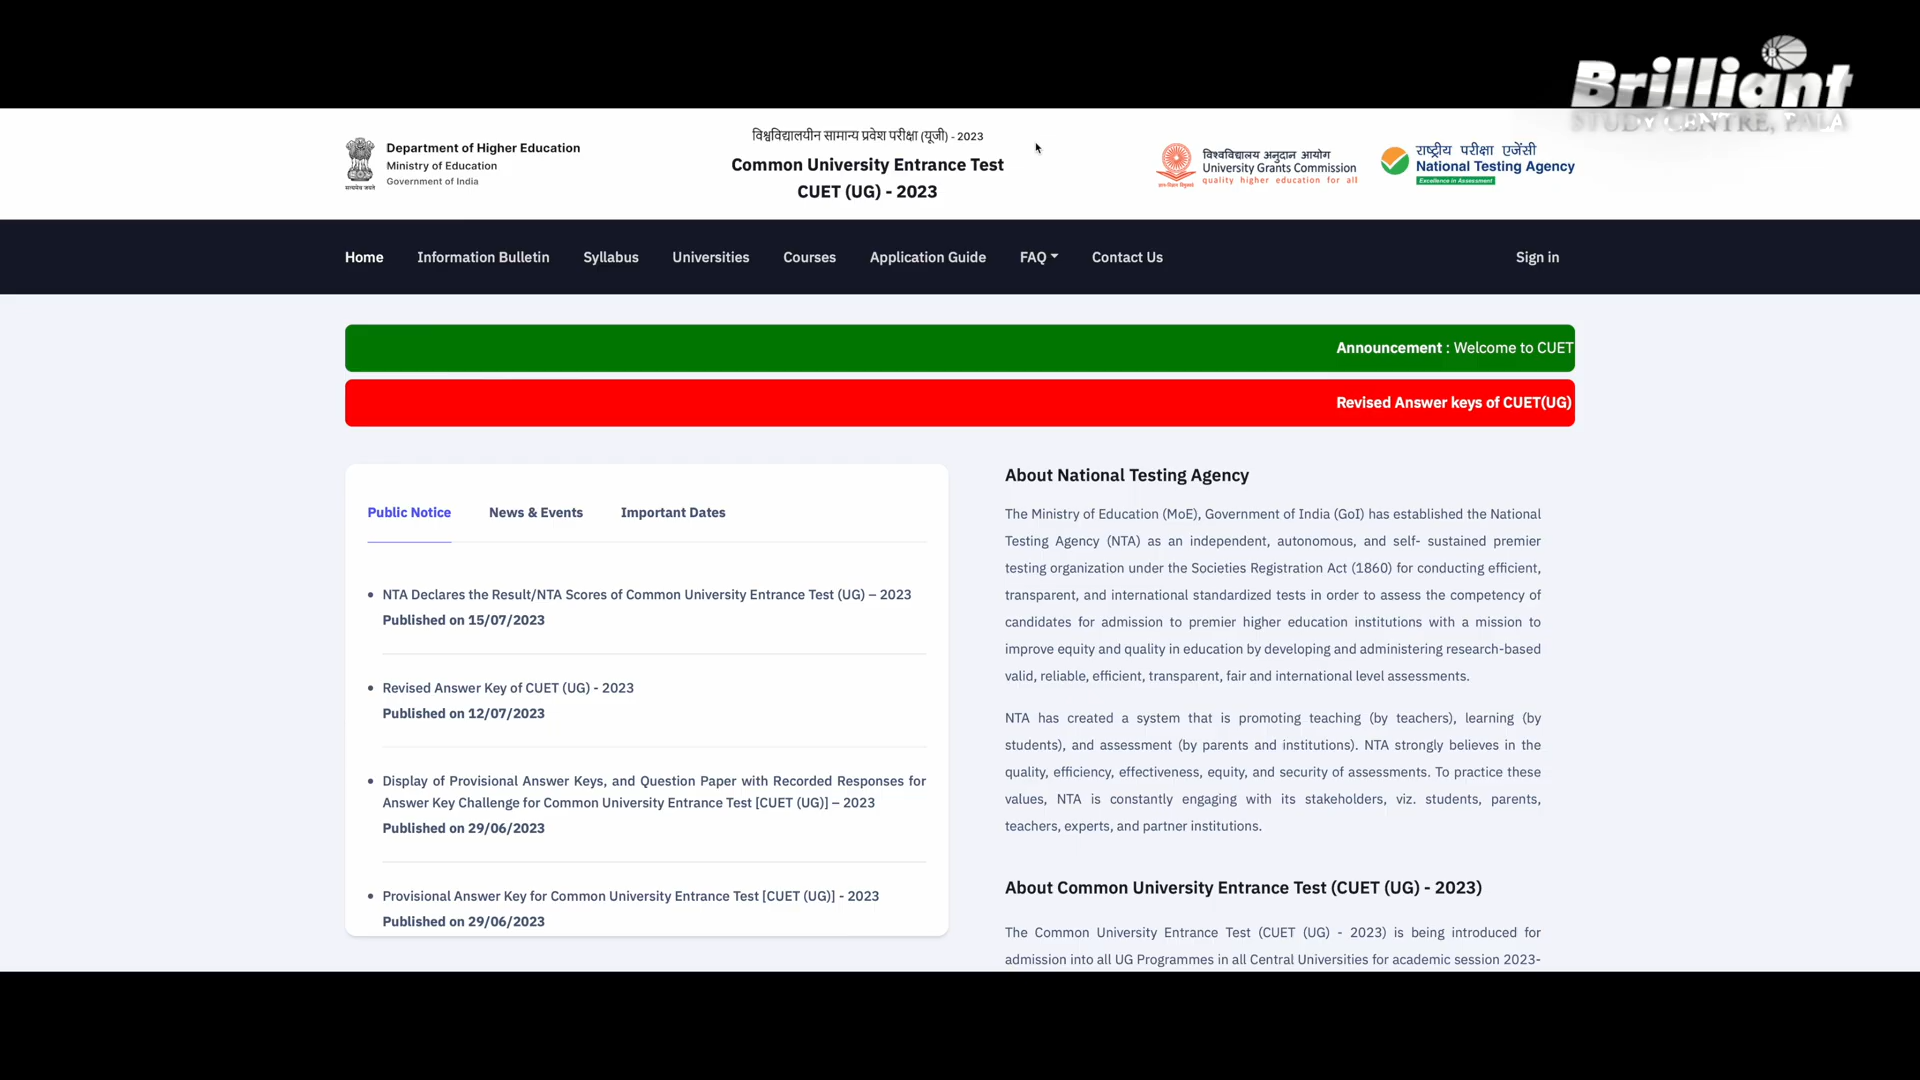 Brilliant
STUDY CENTRE, PALA
Department of Higher Education
Ministry of Education
Government of India
सत्यमेव जयते
विश्वविद्यालयीन सामान्य प्रवेश परीक्षा (यूजी) - 2023
Common University Entrance Test
CUET (UG) - 2023
विश्वविद्यालय अनुदान आयोग
University Grants Commission
quality higher education for all
राष्ट्रीय परीक्षा एजेंसी
National Testing Agency
Excellence in Assessment
Home Information Bulletin Syllabus Universities Courses Application Guide FAQ Contact Us Sign in
Announcement : Welcome to CUET
Revised Answer keys of CUET(UG)
Public Notice News & Events Important Dates
• NTA Declares the Result/NTA Scores of Common University Entrance Test (UG) – 2023
Published on 15/07/2023
• Revised Answer Key of CUET (UG) - 2023
Published on 12/07/2023
• Display of Provisional Answer Keys, and Question Paper with Recorded Responses for
Answer Key Challenge for Common University Entrance Test [CUET (UG)] – 2023
Published on 29/06/2023
• Provisional Answer Key for Common University Entrance Test [CUET (UG)] - 2023
Published on 29/06/2023
About National Testing Agency
The Ministry of Education (MoE), Government of India (GoI) has established the National
Testing Agency (NTA) as an independent, autonomous, and self- sustained premier
testing organization under the Societies Registration Act (1860) for conducting efficient,
transparent, and international standardized tests in order to assess the competency of
candidates for admission to premier higher education institutions with a mission to
improve equity and quality in education by developing and administering research-based
valid, reliable, efficient, transparent, fair and international level assessments.
NTA has created a system that is promoting teaching (by teachers), learning (by
students), and assessment (by parents and institutions). NTA strongly believes in the
quality, efficiency, effectiveness, equity, and security of assessments. To practice these
values, NTA is constantly engaging with its stakeholders, viz. students, parents,
teachers, experts, and partner institutions.
About Common University Entrance Test (CUET (UG) - 2023)
The Common University Entrance Test (CUET (UG) - 2023) is being introduced for
admission into all UG Programmes in all Central Universities for academic session 2023-